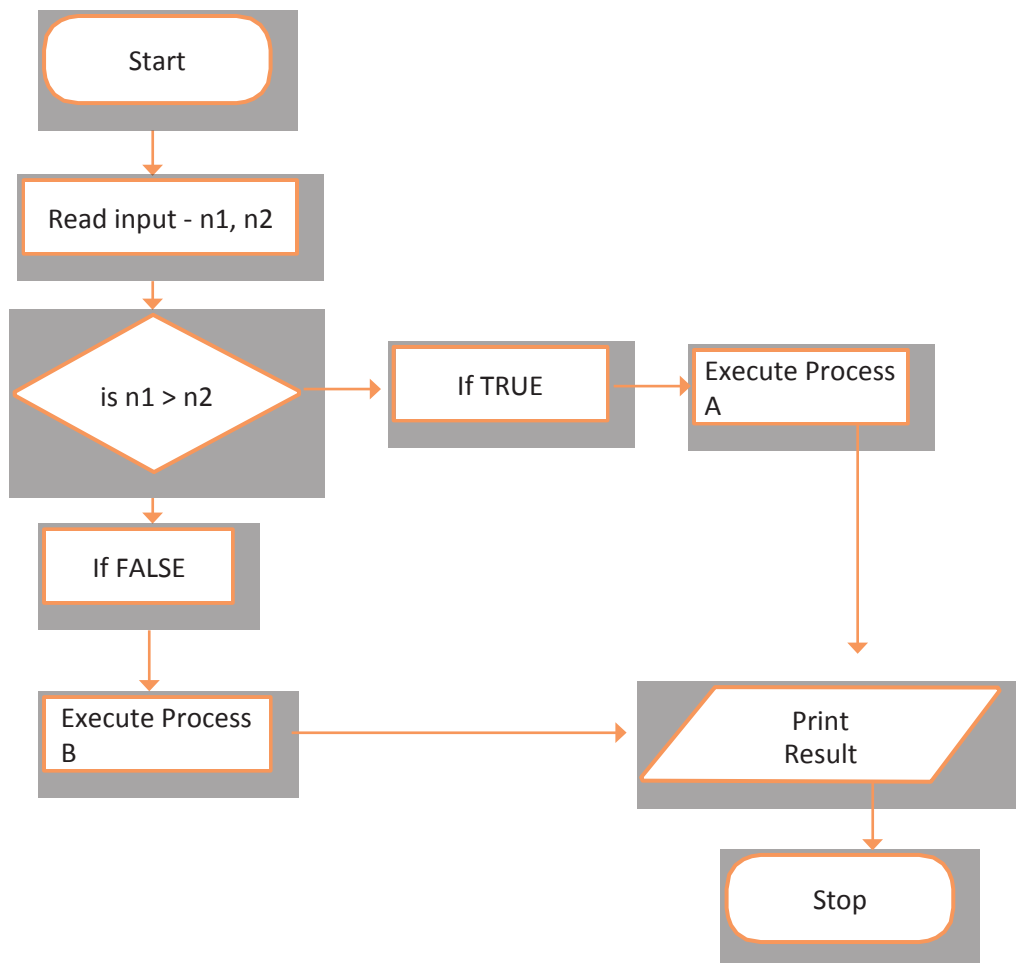 Start
Read input - n1, n2
is n1 > n2
If TRUE
Execute Process
A
If FALSE
Execute Process
B
Print
Result
Stop